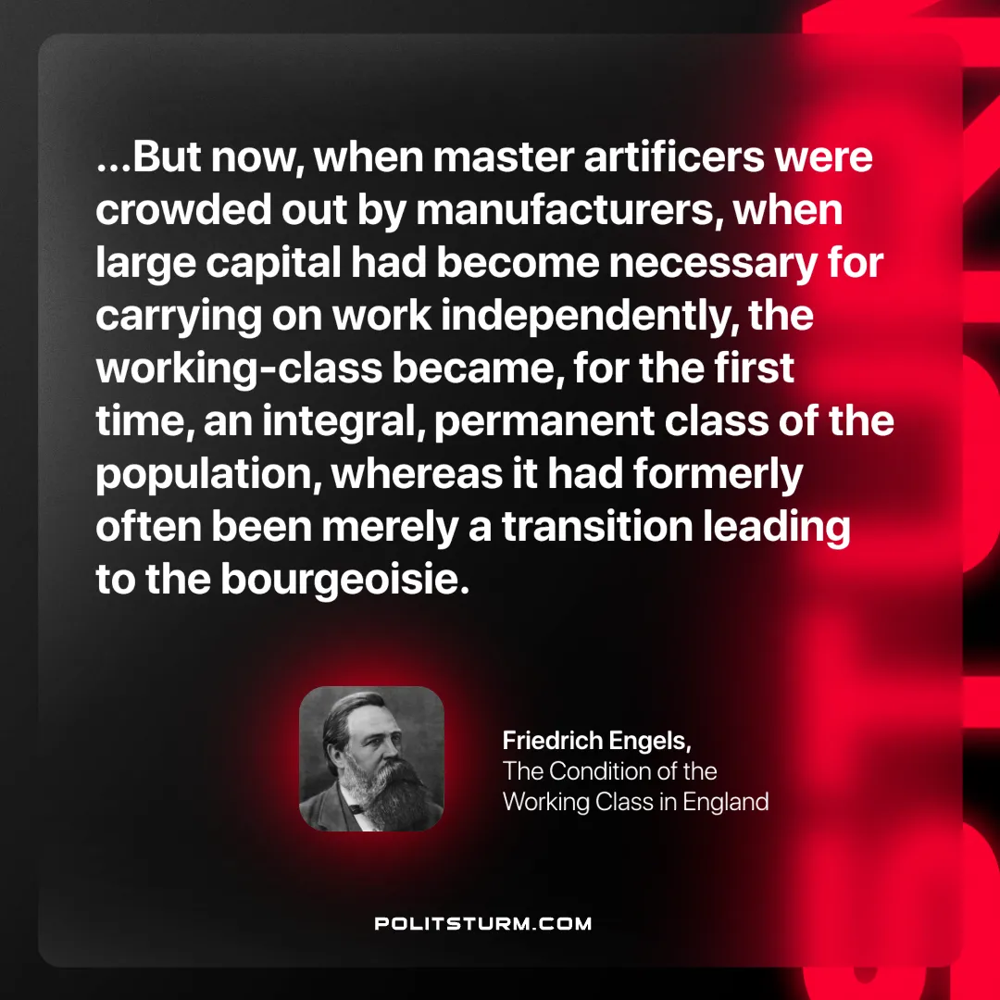 ...But now, when master artificers were
crowded out by manufacturers, when
large capital had become necessary for
carrying on work independently, the
working-class became, for the first
time, an integral, permanent class of the
population, whereas it had formerly
often been merely a transition leading
to the bourgeoisie.
Friedrich Engels,
The Condition of the
Working Class in England
POLITSTURM.COM